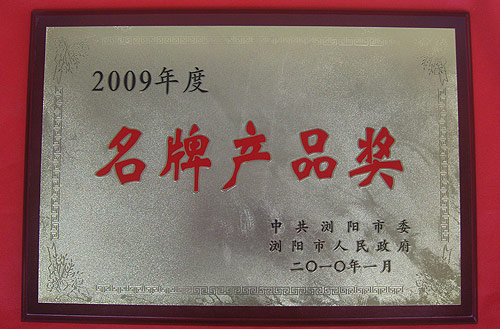 2009年度
名牌产品奖
中共浏阳市委
浏阳市人民政府
二〇一〇年一月